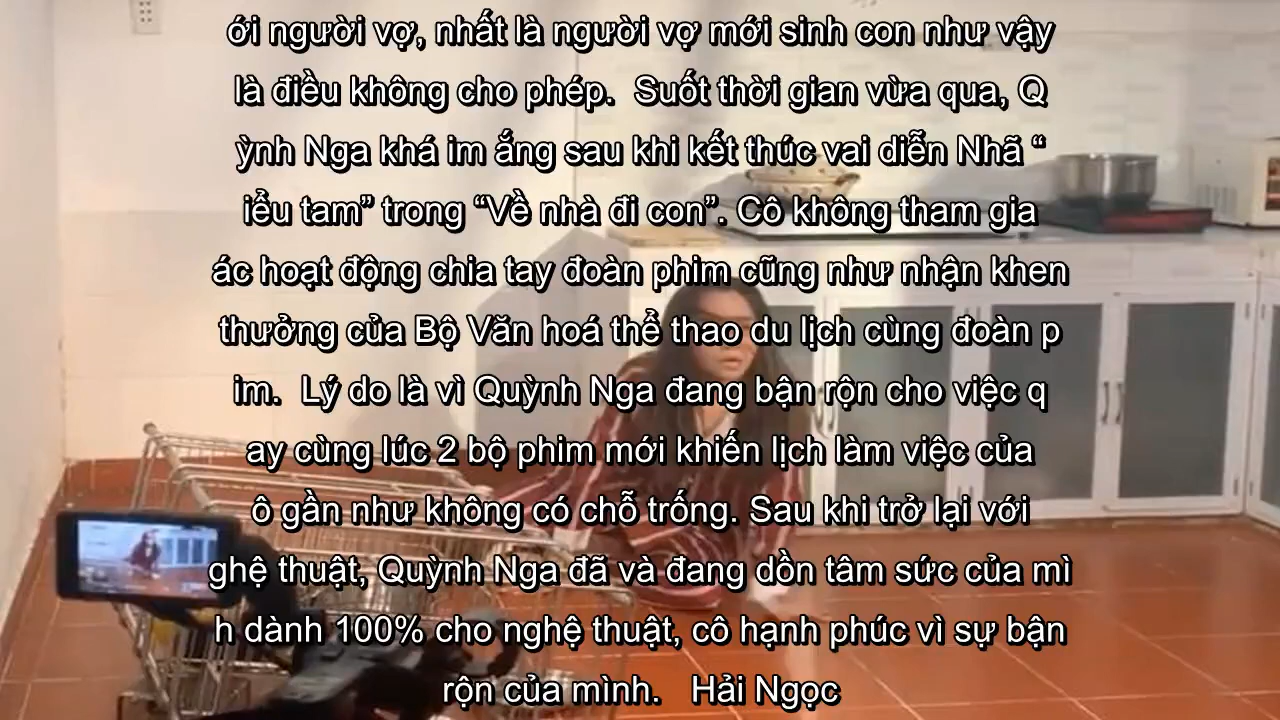 ới người vợ, nhất là người vợ mới sinh con như vậy
là điều không cho phép.  Suốt thời gian vừa qua, Q
ỳnh Nga khá im ắng sau khi kết thúc vai diễn Nhã “
iểu tam” trong “Về nhà đi con”. Cô không tham gia
ác hoạt động chia tay đoàn phim cũng như nhận khen
thưởng của Bộ Văn hoá thể thao du lịch cùng đoàn p
im.  Lý do là vì Quỳnh Nga đang bận rộn cho việc q
ay cùng lúc 2 bộ phim mới khiến lịch làm việc của
ô gần như không có chỗ trống. Sau khi trở lại với
ghệ thuật, Quỳnh Nga đã và đang dồn tâm sức của mì
h dành 100% cho nghệ thuật, cô hạnh phúc vì sự bận
rộn của mình.   Hải Ngọc